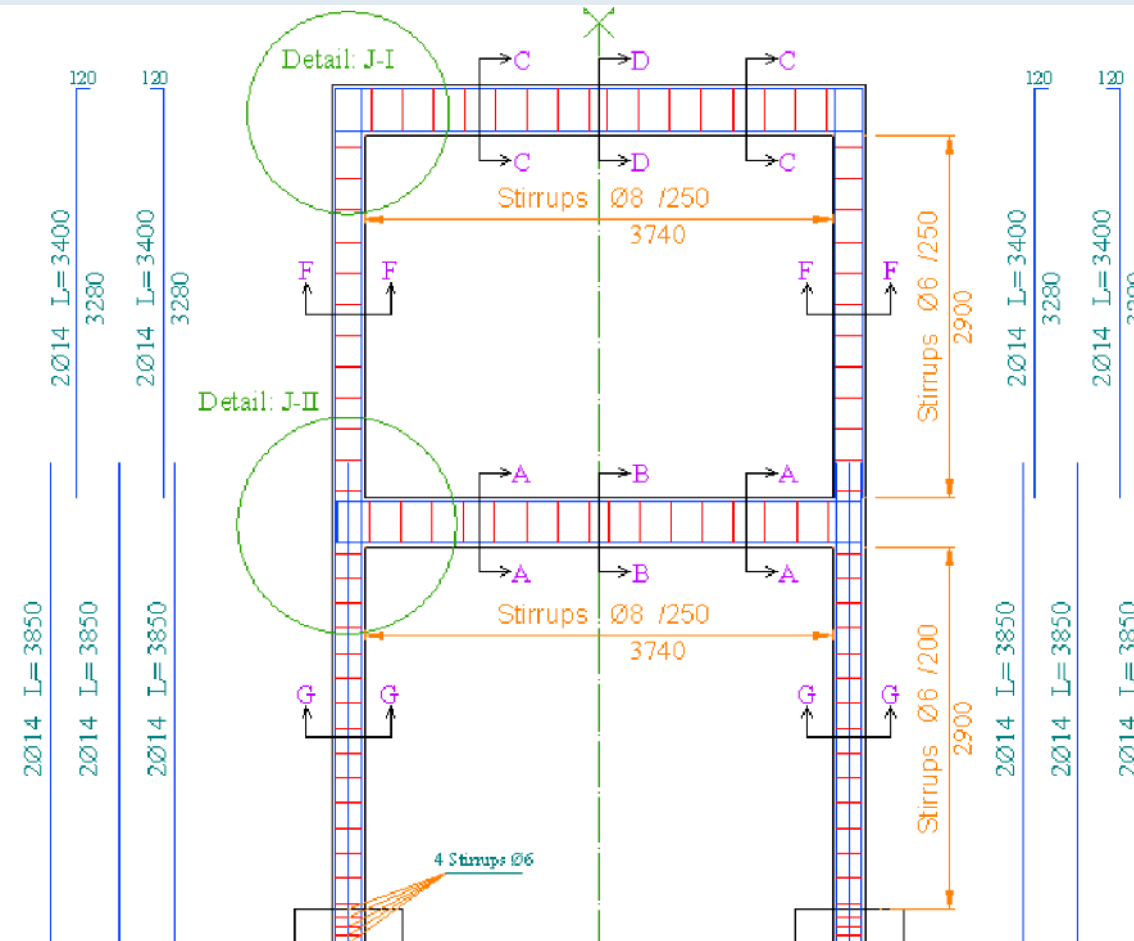 Detail: J-I
C
D
C
120
120
120
120
C
D
C
Stirrups Ø8 /250
3740
2Ø14 L=3400
3280
2Ø14 L=3400
3280
F
F
F
F
Stirrups Ø6 /250
2900
2Ø14 L=3400
3280
2Ø14 L=3400
Detail: J-II
A
B
A
A
B
A
Stirrups Ø8 /250
3740
2Ø14 L=3850
2Ø14 L=3850
2Ø14 L=3850
G
G
G
G
Stirrups Ø6 /200
2900
2Ø14 L=3850
2Ø14 L=3850
2Ø14 L=3850
4 Stirrups Ø6